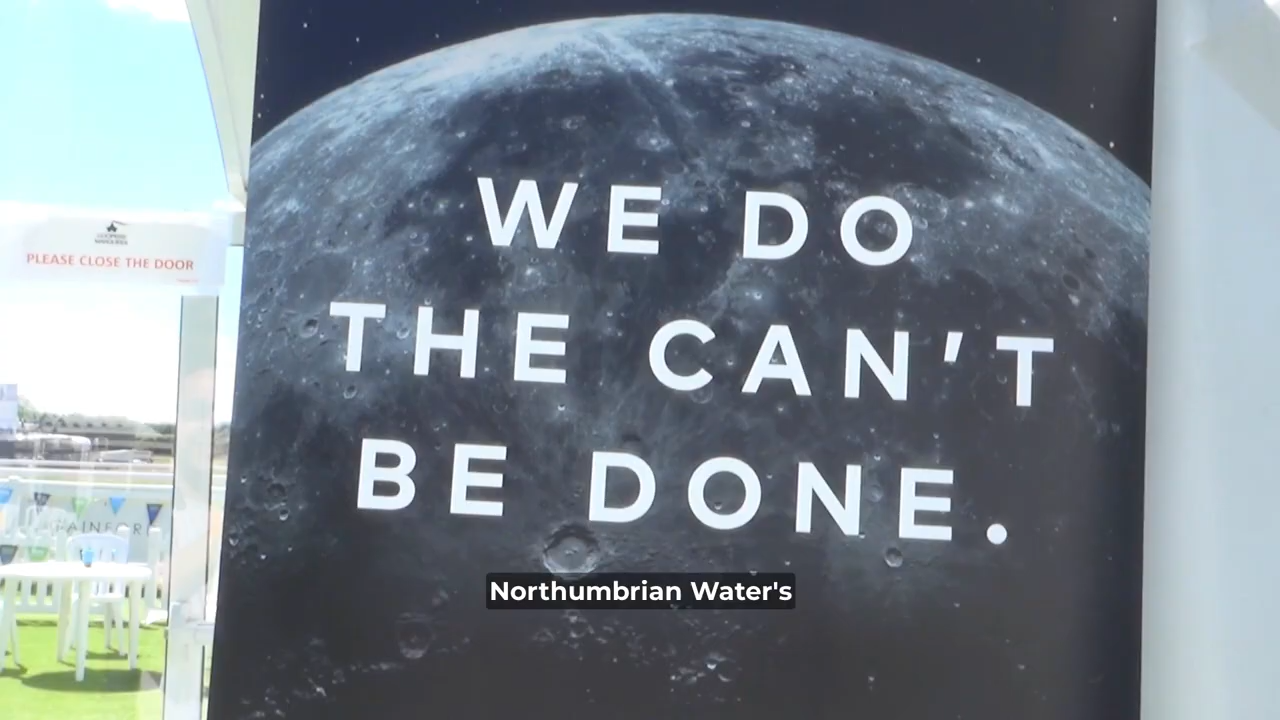 WE DO
THE CAN'T
BE DONE.
PLEASE CLOSE THE DOOR
Northumbrian Water's